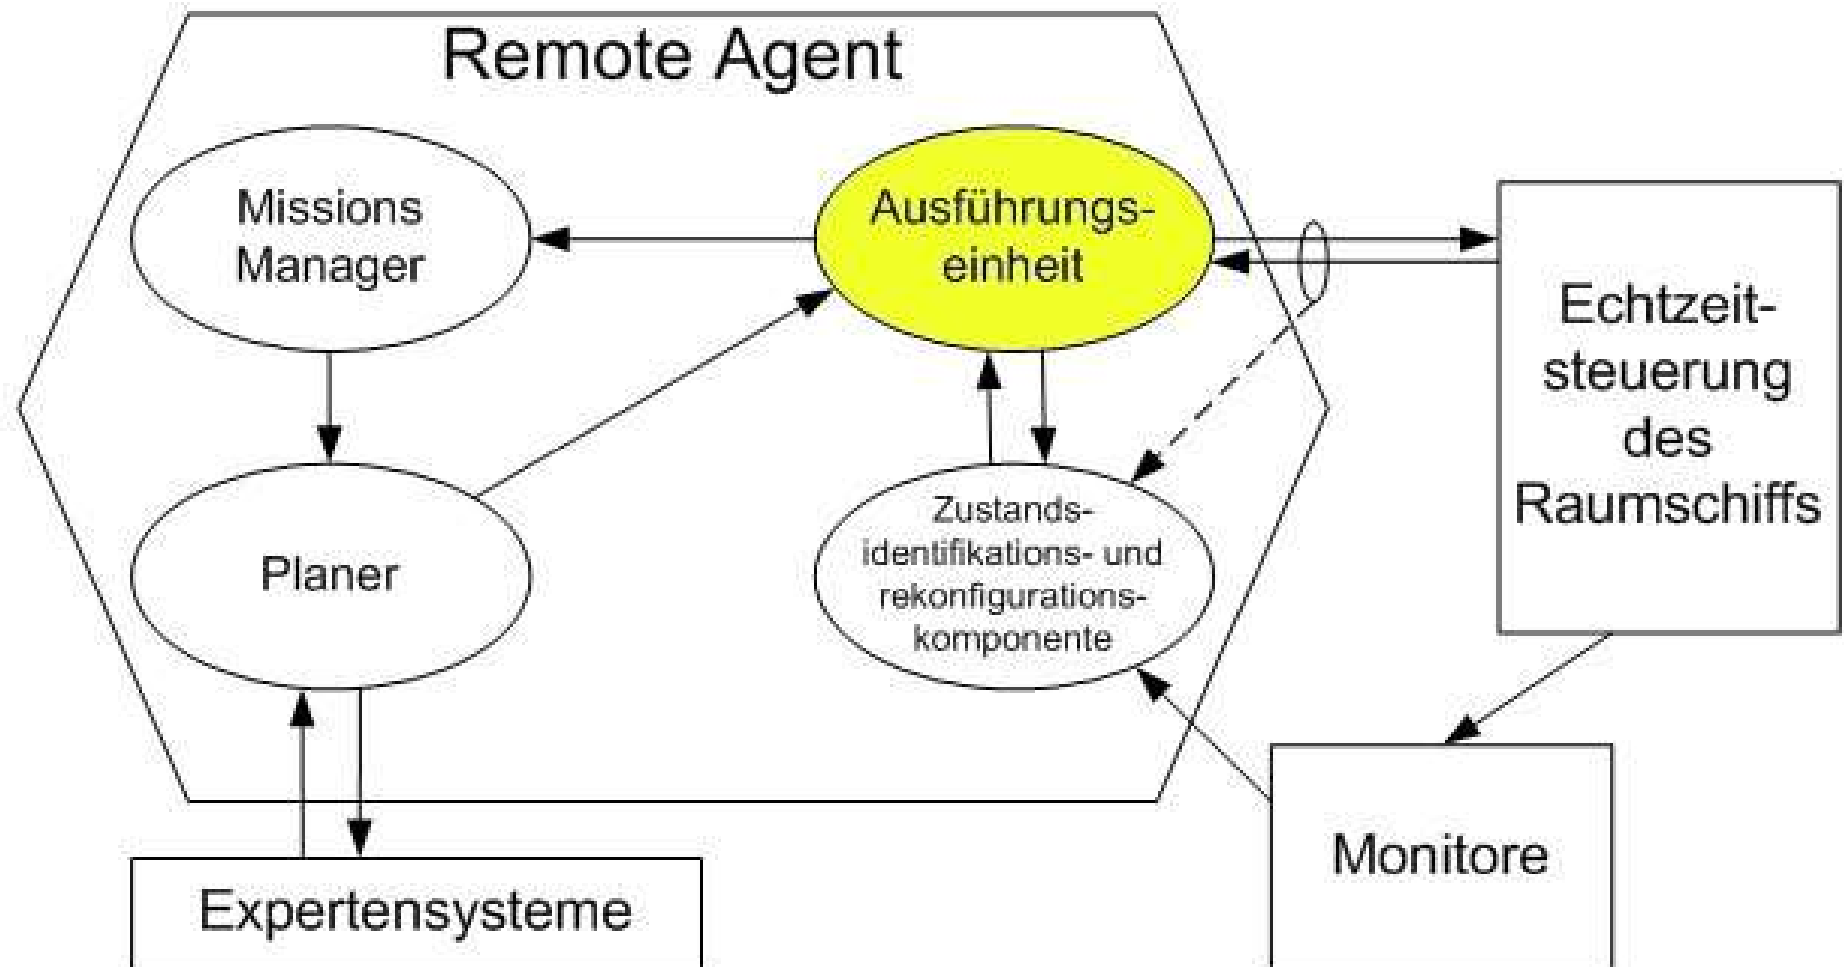 Remote Agent
Missions
Manager
Ausführungs-
einheit
Echtzeit-
steuerung
des
Raumschiffs
Planer
Zustands-
identifikations- und
rekonfigurations-
komponente
Monitore
Expertensysteme